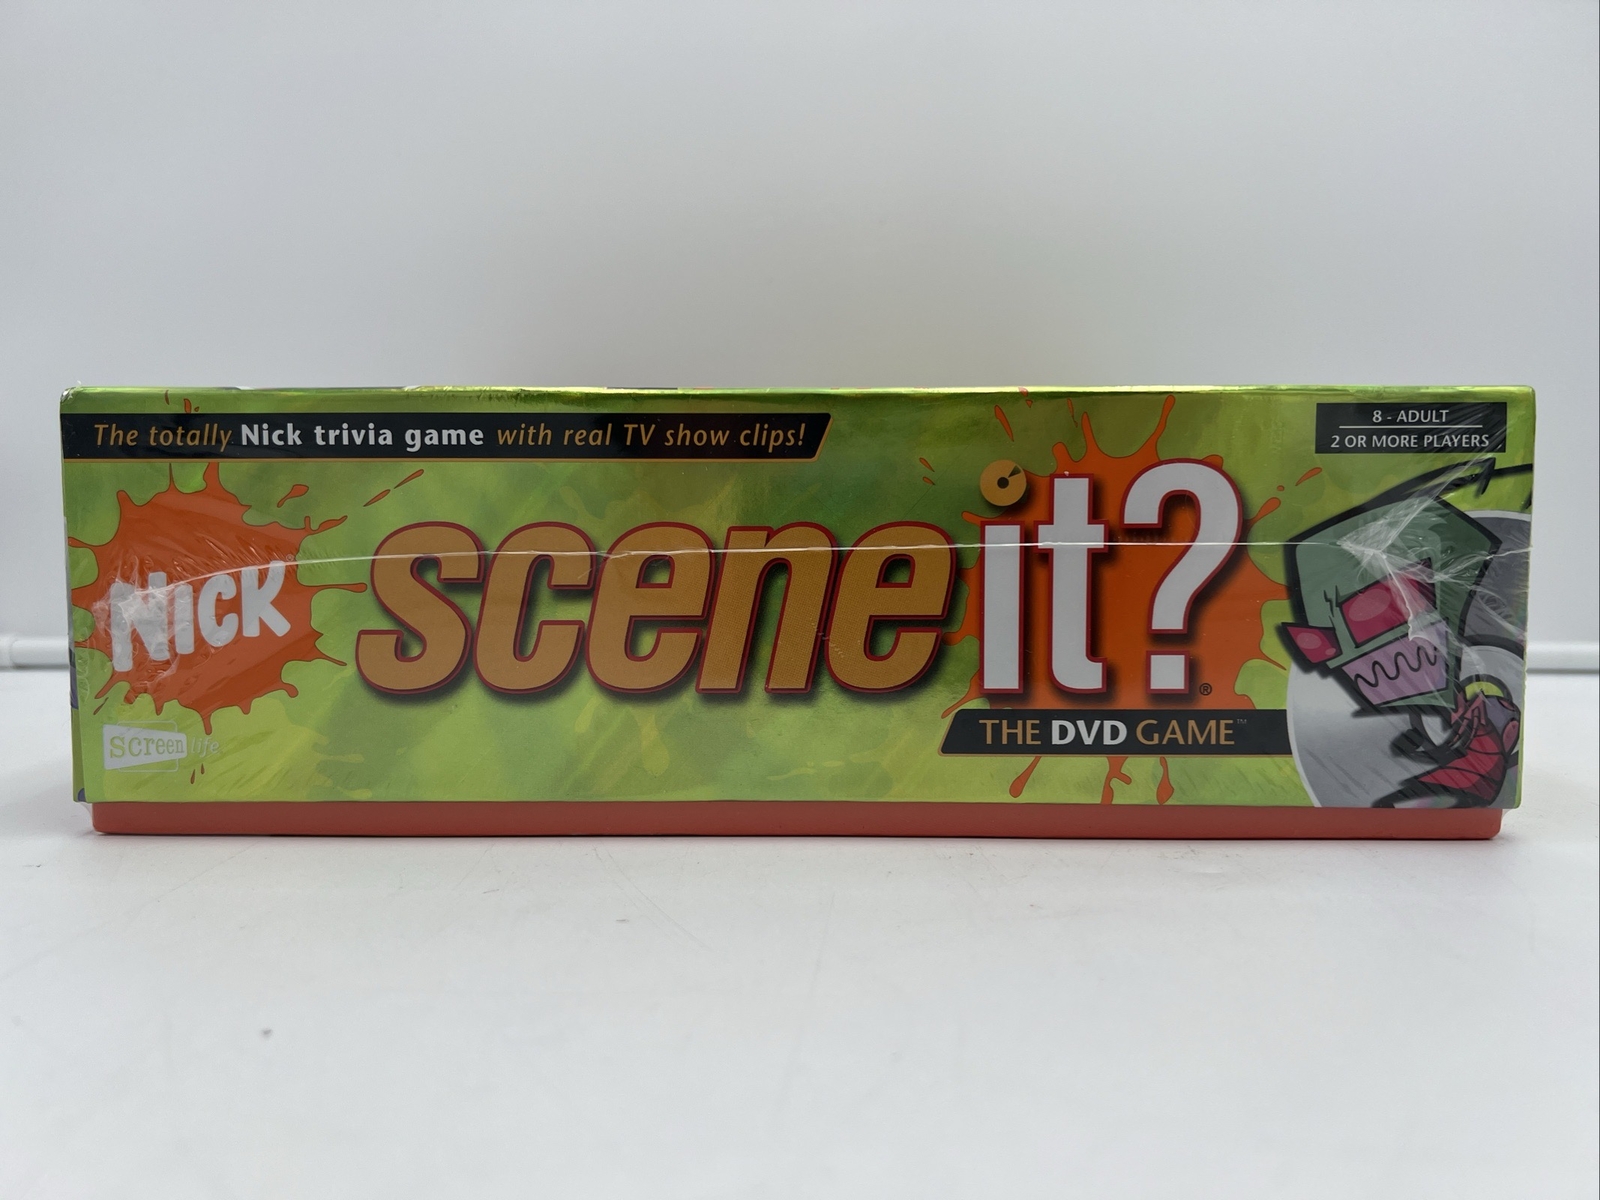 The totally Nick trivia game with real TV show clips!
8 - ADULT
2 OR MORE PLAYERS
NICK
scene it?®
THE DVD GAME™
screenlife